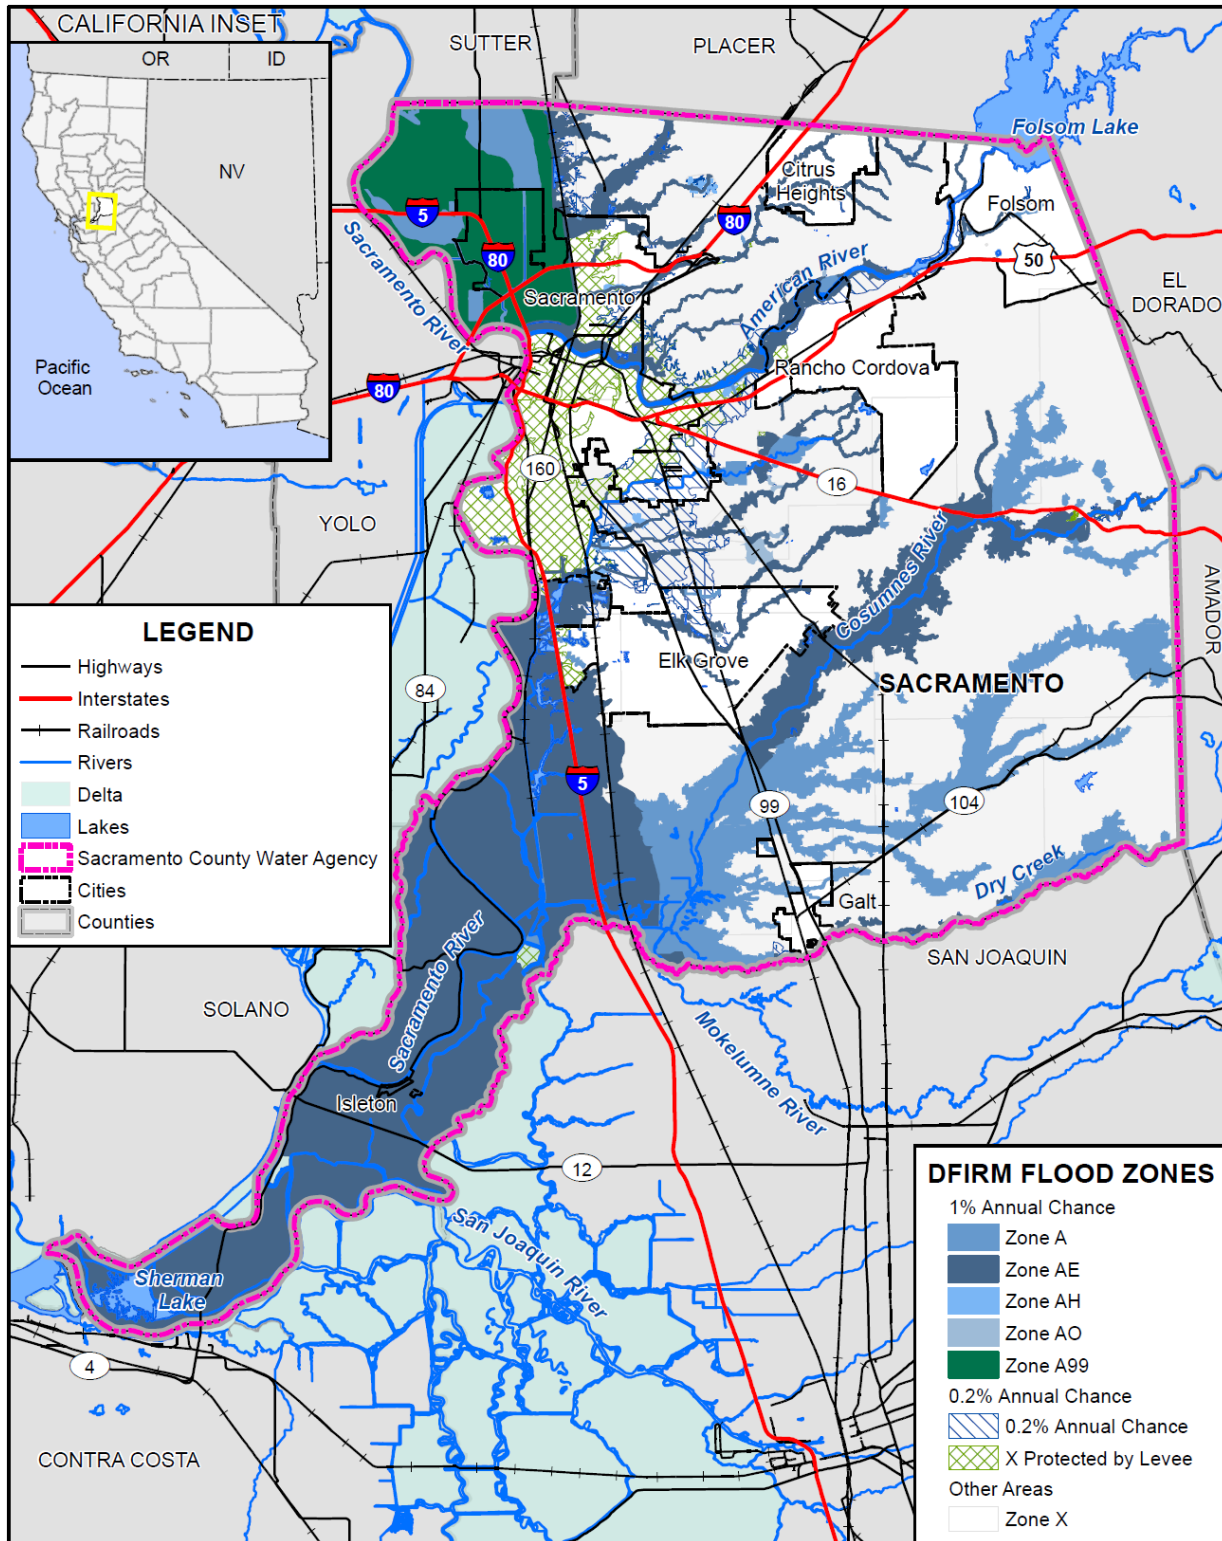 CALIFORNIA INSET
OR
ID
NV
Pacific
Ocean
SUTTER
PLACER
Folsom Lake
Citrus
Heights
Folsom
5
80
50
80
Sacramento River
Sacramento
American River
EL
DORADO
80
Rancho Cordova
160
16
YOLO
Cosumnes River
AMADOR
LEGEND
Highways
Interstates
Railroads
Rivers
Delta
Lakes
Sacramento County Water Agency
Cities
Counties
84
Elk Grove
SACRAMENTO
5
99
104
Dry Creek
Galt
SAN JOAQUIN
SOLANO
Sacramento River
Mokelumne River
Isleton
12
San Joaquin River
Sherman
Lake
4
CONTRA COSTA
DFIRM FLOOD ZONES
1% Annual Chance
Zone A
Zone AE
Zone AH
Zone AO
Zone A99
0.2% Annual Chance
0.2% Annual Chance
X Protected by Levee
Other Areas
Zone X